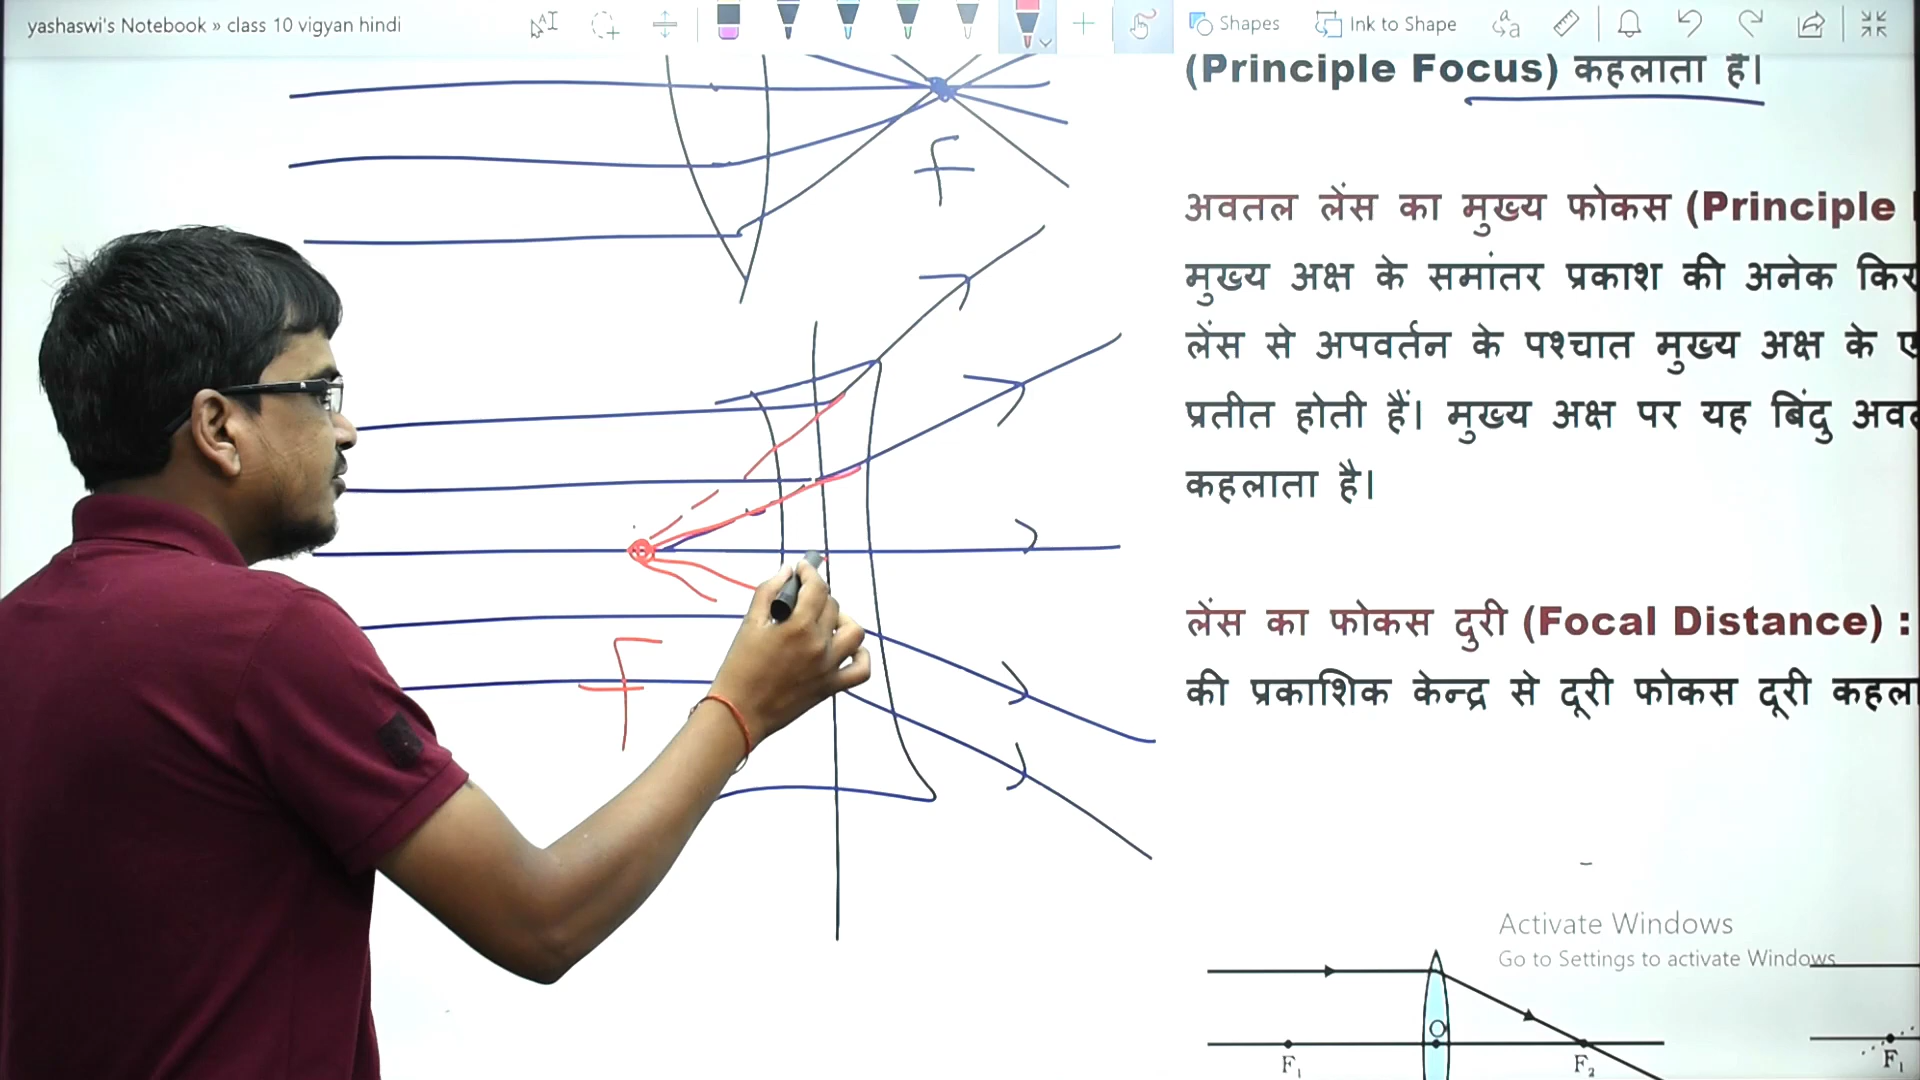 yashaswi's Notebook » class 10 vigyan hindi
Shapes
Ink to Shape
(Principle Focus) कहलाता है।
f
अवतल लेंस का मुख्य फोकस (Principle
मुख्य अक्ष के समांतर प्रकाश की अनेक
लेंस से अपवर्तन के पश्चात मुख्य अक्ष के
प्रतीत होती हैं। मुख्य अक्ष पर यह बिंदु
कहलाता है।
लेंस का फोकस दुरी (Focal Distance) :
की प्रकाशिक केन्द्र से दूरी फोकस दूरी
f
Activate Windows
Go to Settings to activate Windows
O
F₁
F₂
F₁